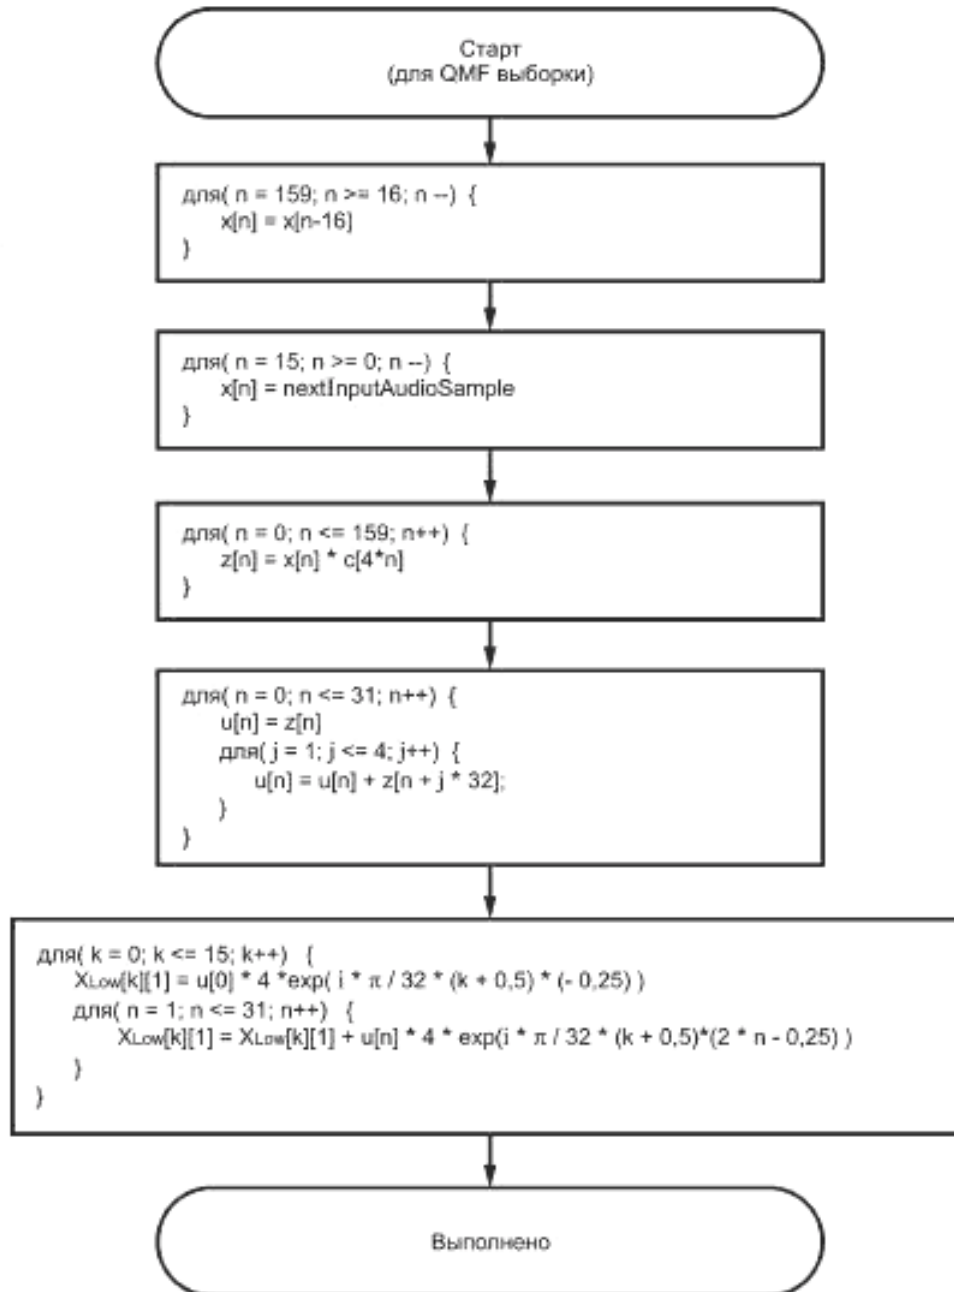 Старт
(для QMF выборки)
для( n = 159; n >= 16; n --) {
x[n] = x[n-16]
}
для( n = 15; n >= 0; n --) {
x[n] = nextInputAudioSample
}
для( n = 0; n <= 159; n++) {
z[n] = x[n] * c[4*n]
}
для( n = 0; n <= 31; n++) {
u[n] = z[n]
для( j = 1; j <= 4; j++) {
u[n] = u[n] + z[n + j * 32];
}
}
для( k = 0; k <= 15; k++) {
XLow[k][1] = u[0] * 4 *exp( i * π / 32 * (k + 0,5) * (- 0,25) )
для( n = 1; n <= 31; n++) {
XLow[k][1] = XLow[k][1] + u[n] * 4 * exp(i * π / 32 * (k + 0,5)*(2 * n - 0,25) )
}
}
Выполнено